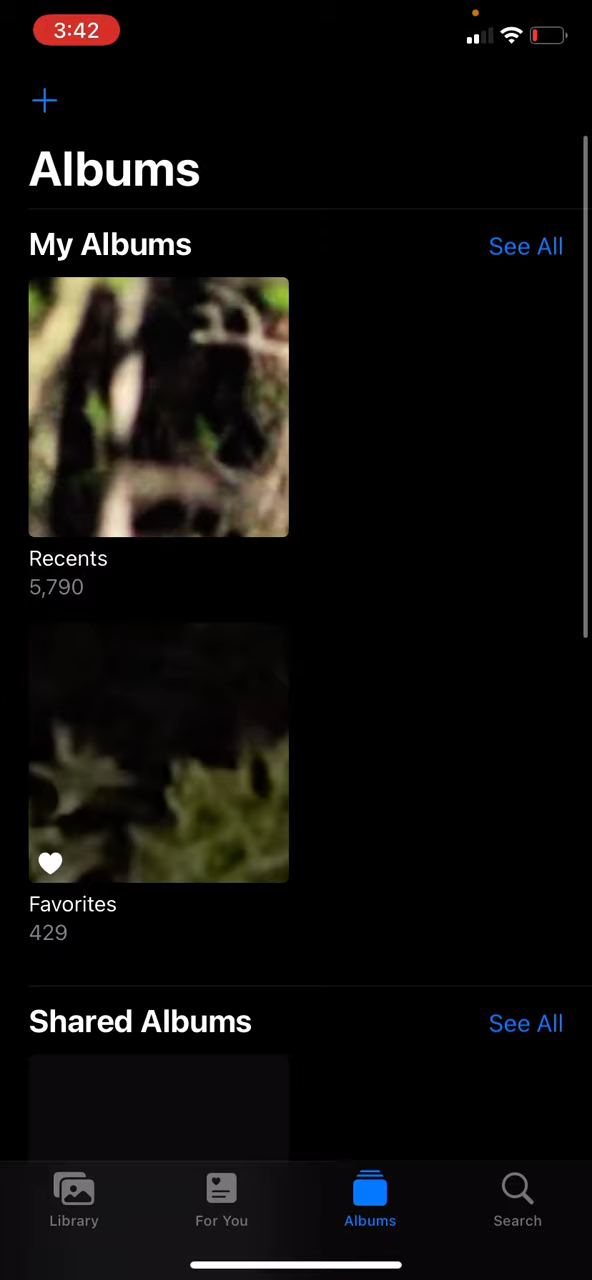 3:42
Albums
My Albums
See All
Recents
5,790
Favorites
429
Shared Albums
See All
Library
For You
Albums
Search